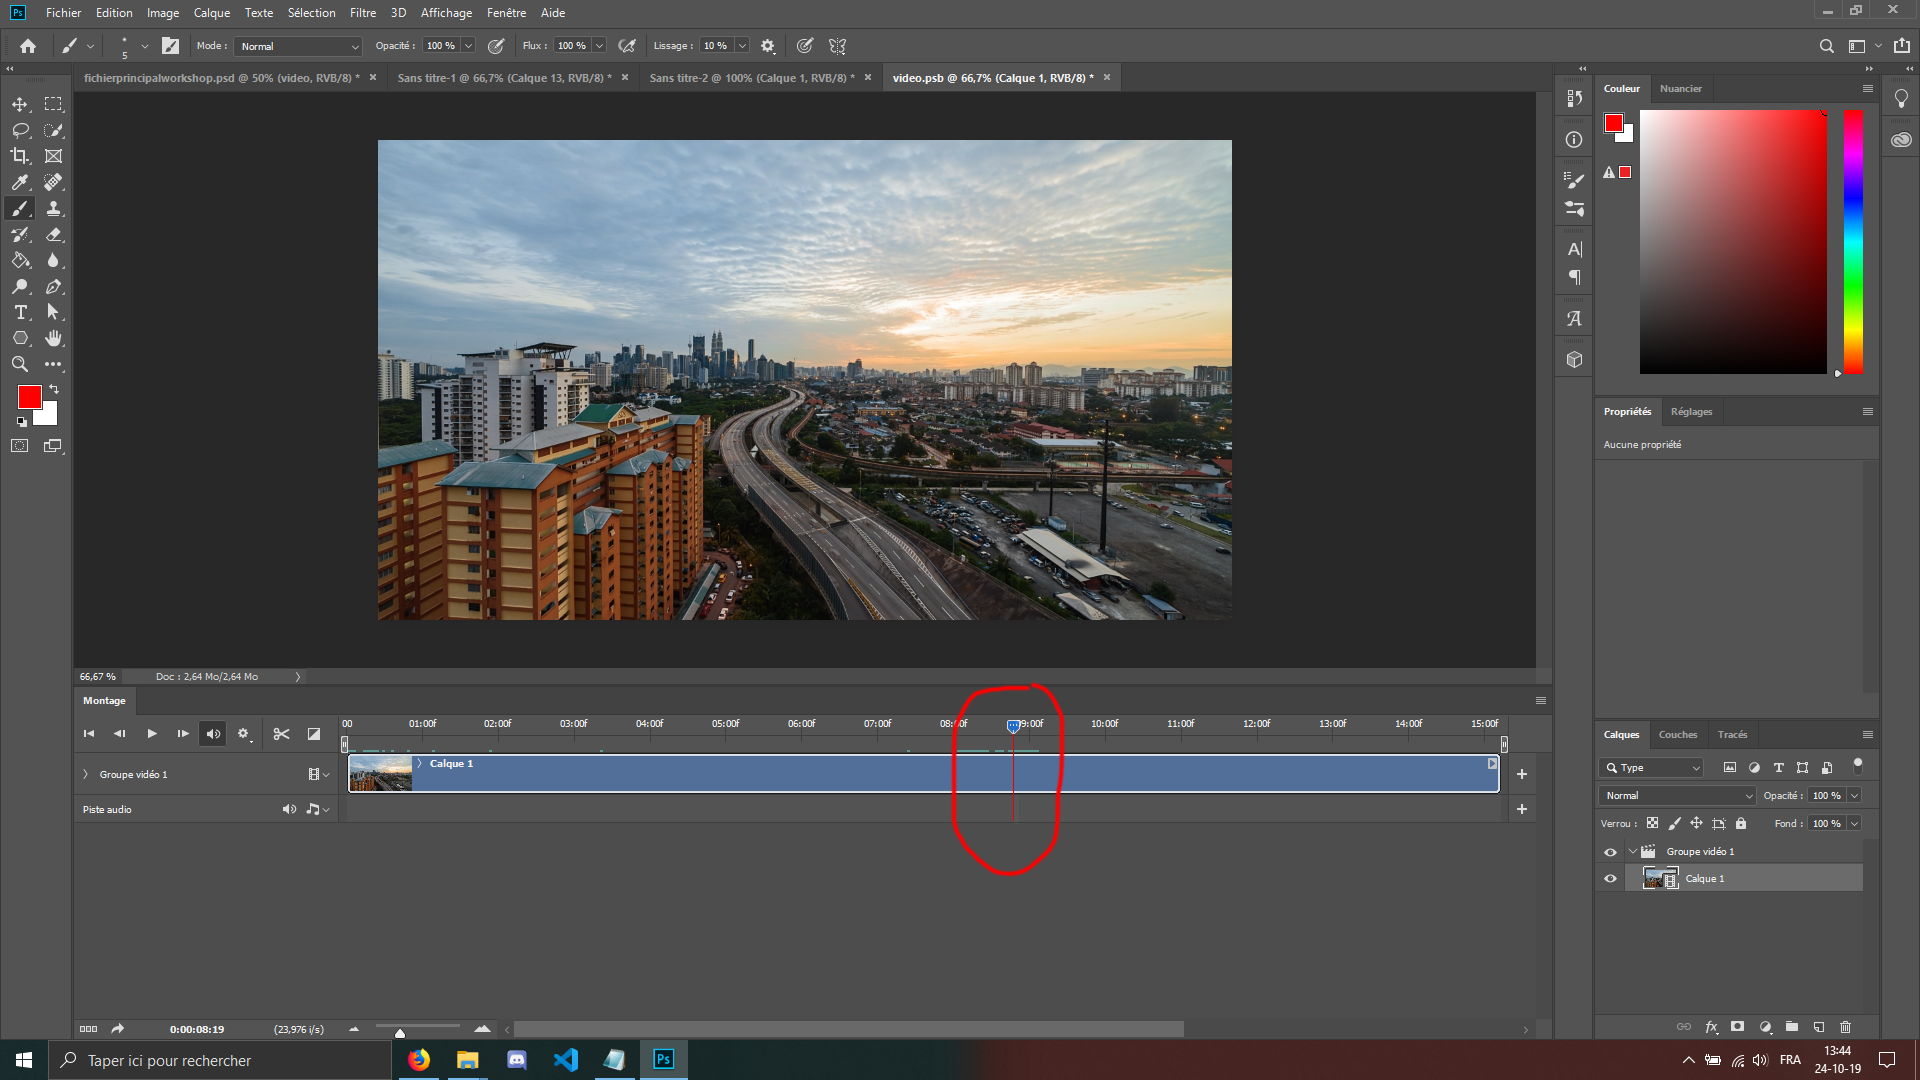 Ps Fichier Edition Image Calque Texte Sélection Filtre 3D Affichage Fenêtre Aide
5 Mode : Normal Opacité : 100 % Flux : 100 % Lissage : 10 %
fichierprincipalworkshop.psd @ 50% (video, RVB/8) * Sans titre-1 @ 66,7% (Calque 13, RVB/8) * Sans titre-2 @ 100% (Calque 1, RVB/8) * video.psb @ 66,7% (Calque 1, RVB/8) *
Couleur Nuancier
Propriétés Réglages
Aucune propriété
66,67 % Doc : 2,64 Mo/2,64 Mo
Montage
00 01:00f 02:00f 03:00f 04:00f 05:00f 06:00f 07:00f 10:00f 11:00f 12:00f 13:00f 14:00f 15:00f
Groupe vidéo 1 Calque 1
Piste audio
0:00:08:19 (23,976 i/s)
Calques Couches Tracés
Type
Normal Opacité : 100 %
Verrou : Fond : 100 %
Groupe vidéo 1
Calque 1
fx
Taper ici pour rechercher Ps FRA 13:44
24-10-19